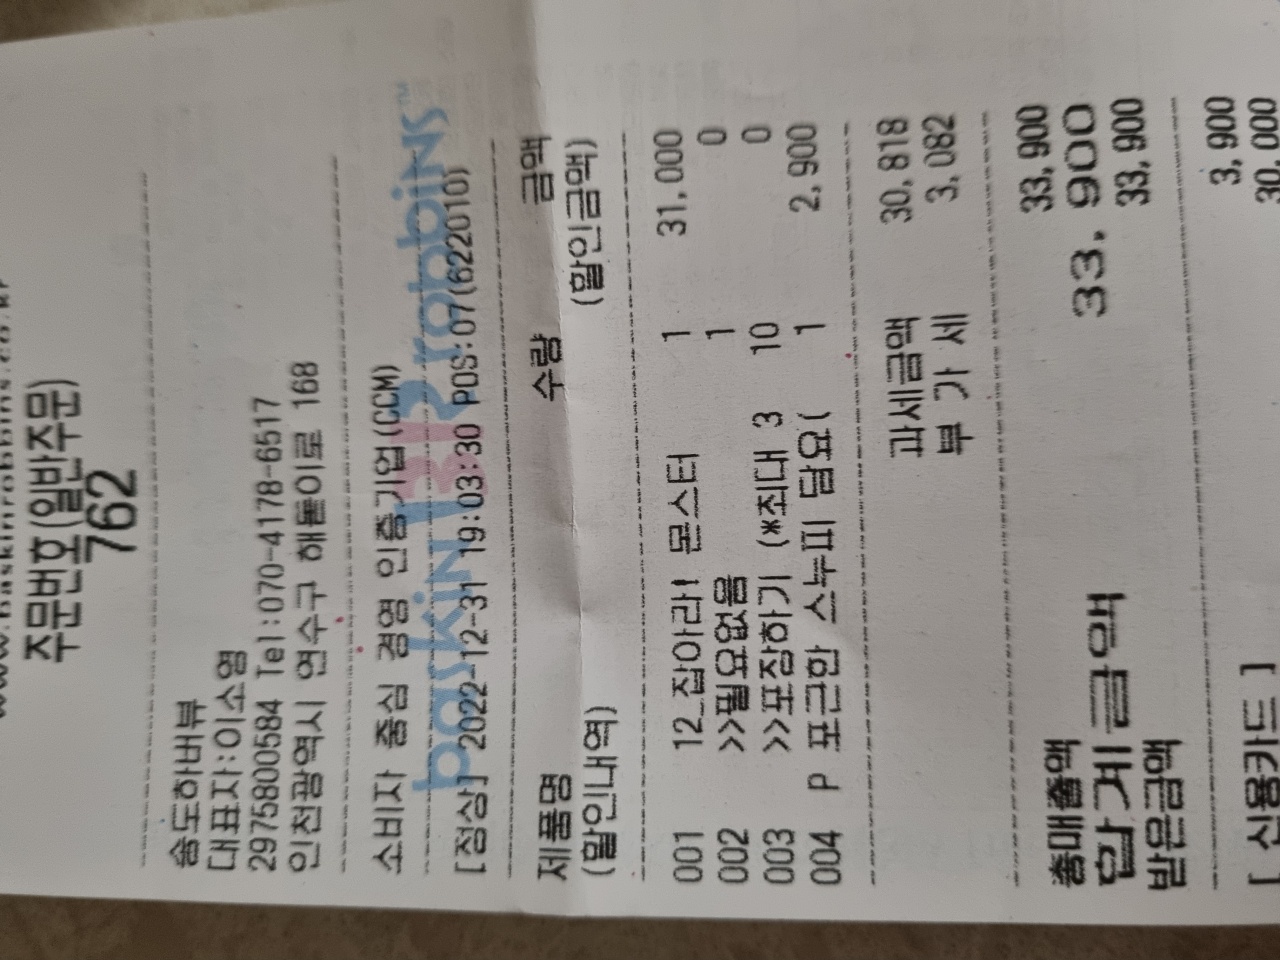 www.baskinrobbins.co.kr
주문번호(일반주문)
762
송도하버뷰
대표자:이소영
2975800584 Tel:070-4178-6517
인천광역시 연수구 해돋이로 168
소비자 중심 경영 인증기업(CCM)
baskin BR robbins™
[정상] 2022-12-31 19:03:30 POS:07(622010)
제품명 수량 금액
(할인내역) (할인금액)
001 12_잡아라! 몬스터 1 31,000
002 >>필요없음 1 0
003 >>포장하기 (*최대 3 10 0
004 P 포근한 스누피 담요( 1 2,900
과세금액 30,818
부 가 세 3,082
총매출액 33,900
합계금액 33,900
받은금액 33,900
3,900
[ 신용카드 ] 30,000